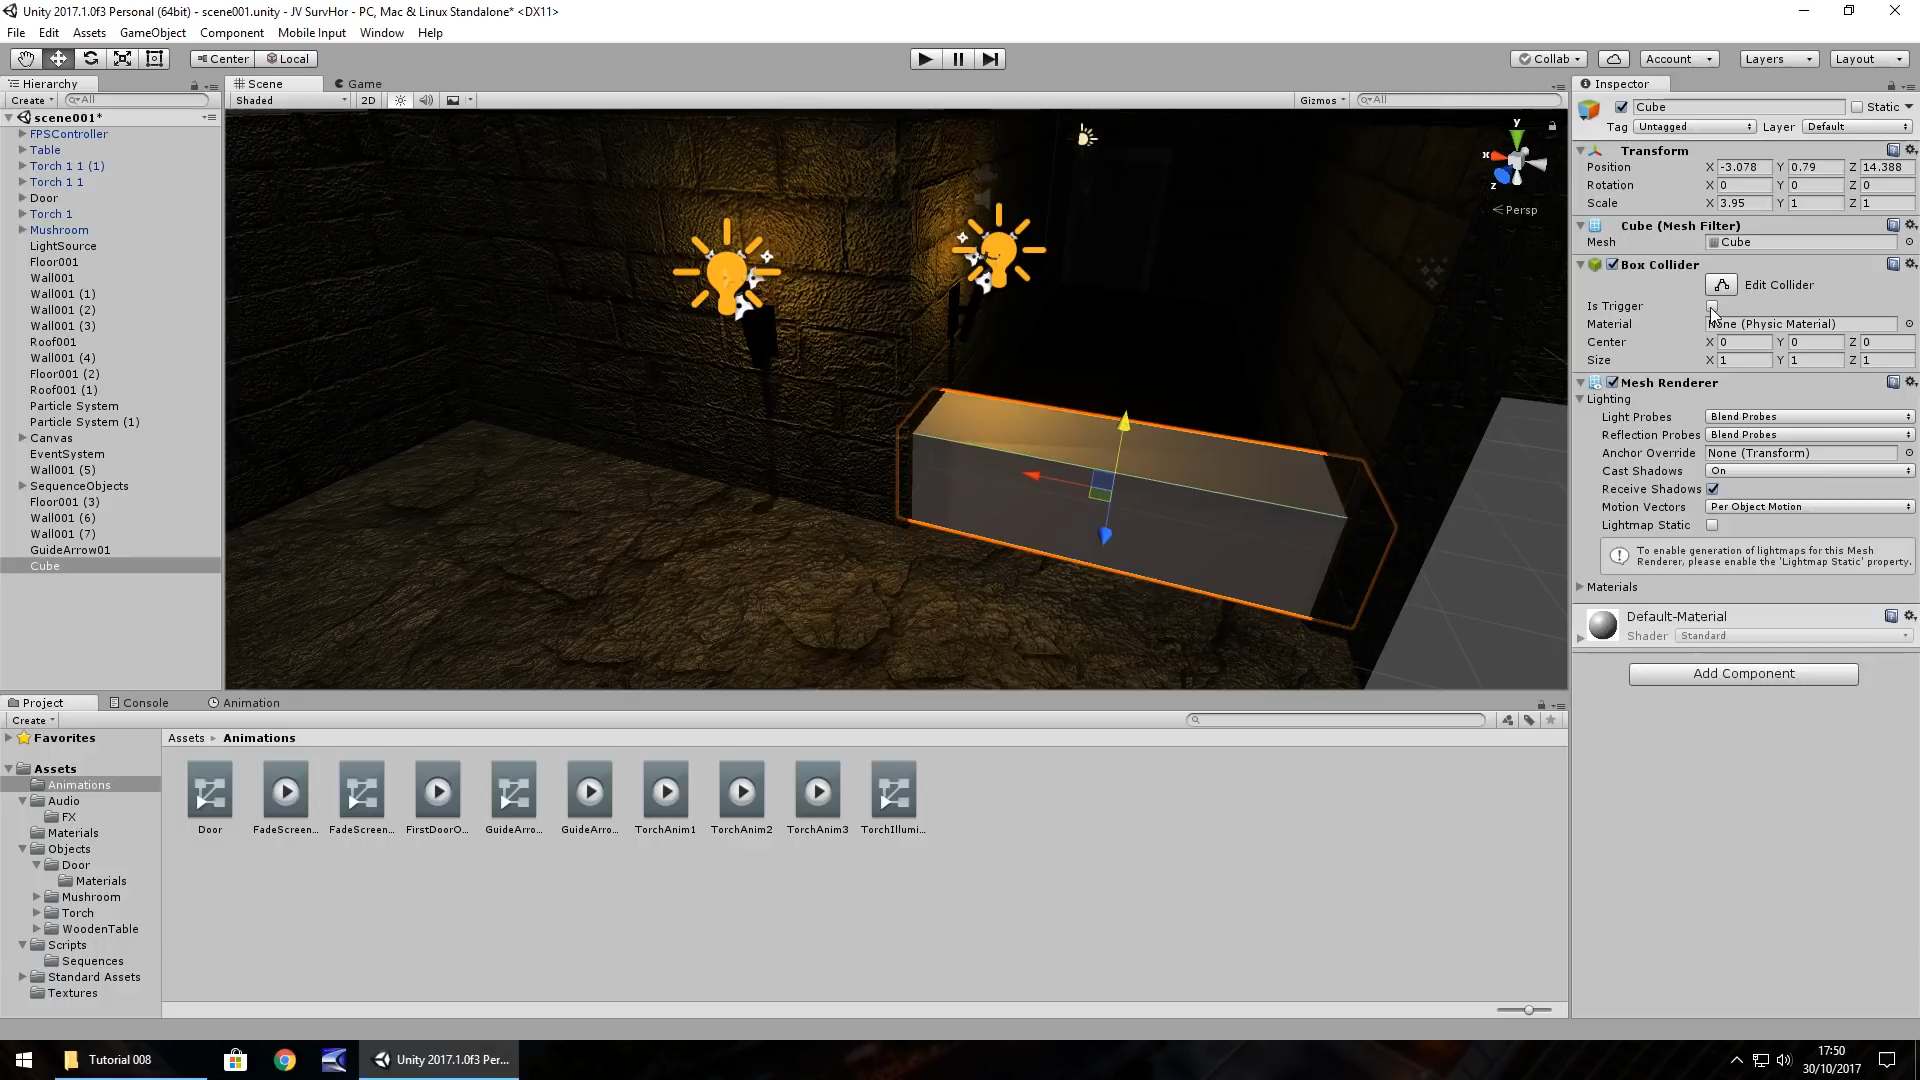 Unity 2017.1.0f3 Personal (64bit) - scene001.unity - JV SurvHor - PC, Mac & Linux Standalone* <DX11>
File Edit Assets GameObject Component Mobile Input Window Help
Center Local Collab Account Layers Layout
Hierarchy Scene Game Inspector
Create All Shaded 2D Gizmos All
scene001*
FPSController
Table
Torch 1 1 (1)
Torch 1 1
Door
Torch 1
Mushroom
LightSource
Floor001
Wall001
Wall001 (1)
Wall001 (2)
Wall001 (3)
Roof001
Wall001 (4)
Floor001 (2)
Roof001 (1)
Particle System
Particle System (1)
Canvas
EventSystem
Wall001 (5)
SequenceObjects
Floor001 (3)
Wall001 (6)
Wall001 (7)
GuideArrow01
Cube
y
x
z
Persp
Cube Static
Tag Untagged Layer Default
Transform
Position X -3.078 Y 0.79 Z 14.388
Rotation X 0 Y 0 Z 0
Scale X 3.95 Y 1 Z 1
Cube (Mesh Filter)
Mesh Cube
Box Collider
Edit Collider
Is Trigger
Material None (Physic Material)
Center X 0 Y 0 Z 0
Size X 1 Y 1 Z 1
Mesh Renderer
Lighting
Light Probes Blend Probes
Reflection Probes Blend Probes
Anchor Override None (Transform)
Cast Shadows On
Receive Shadows
Motion Vectors Per Object Motion
Lightmap Static
To enable generation of lightmaps for this Mesh
Renderer, please enable the 'Lightmap Static' property.
Materials
Default-Material
Shader Standard
Add Component
Project Console Animation
Create
Favorites
Assets
Animations
Audio
FX
Materials
Objects
Door
Materials
Mushroom
Torch
WoodenTable
Scripts
Sequences
Standard Assets
Textures
Assets Animations
Door FadeScreen... FadeScreen... FirstDoorO... GuideArro... GuideArro... TorchAnim1 TorchAnim2 TorchAnim3 TorchIllumi...
Tutorial 008 Unity 2017.1.0f3 Per...
17:50
30/10/2017